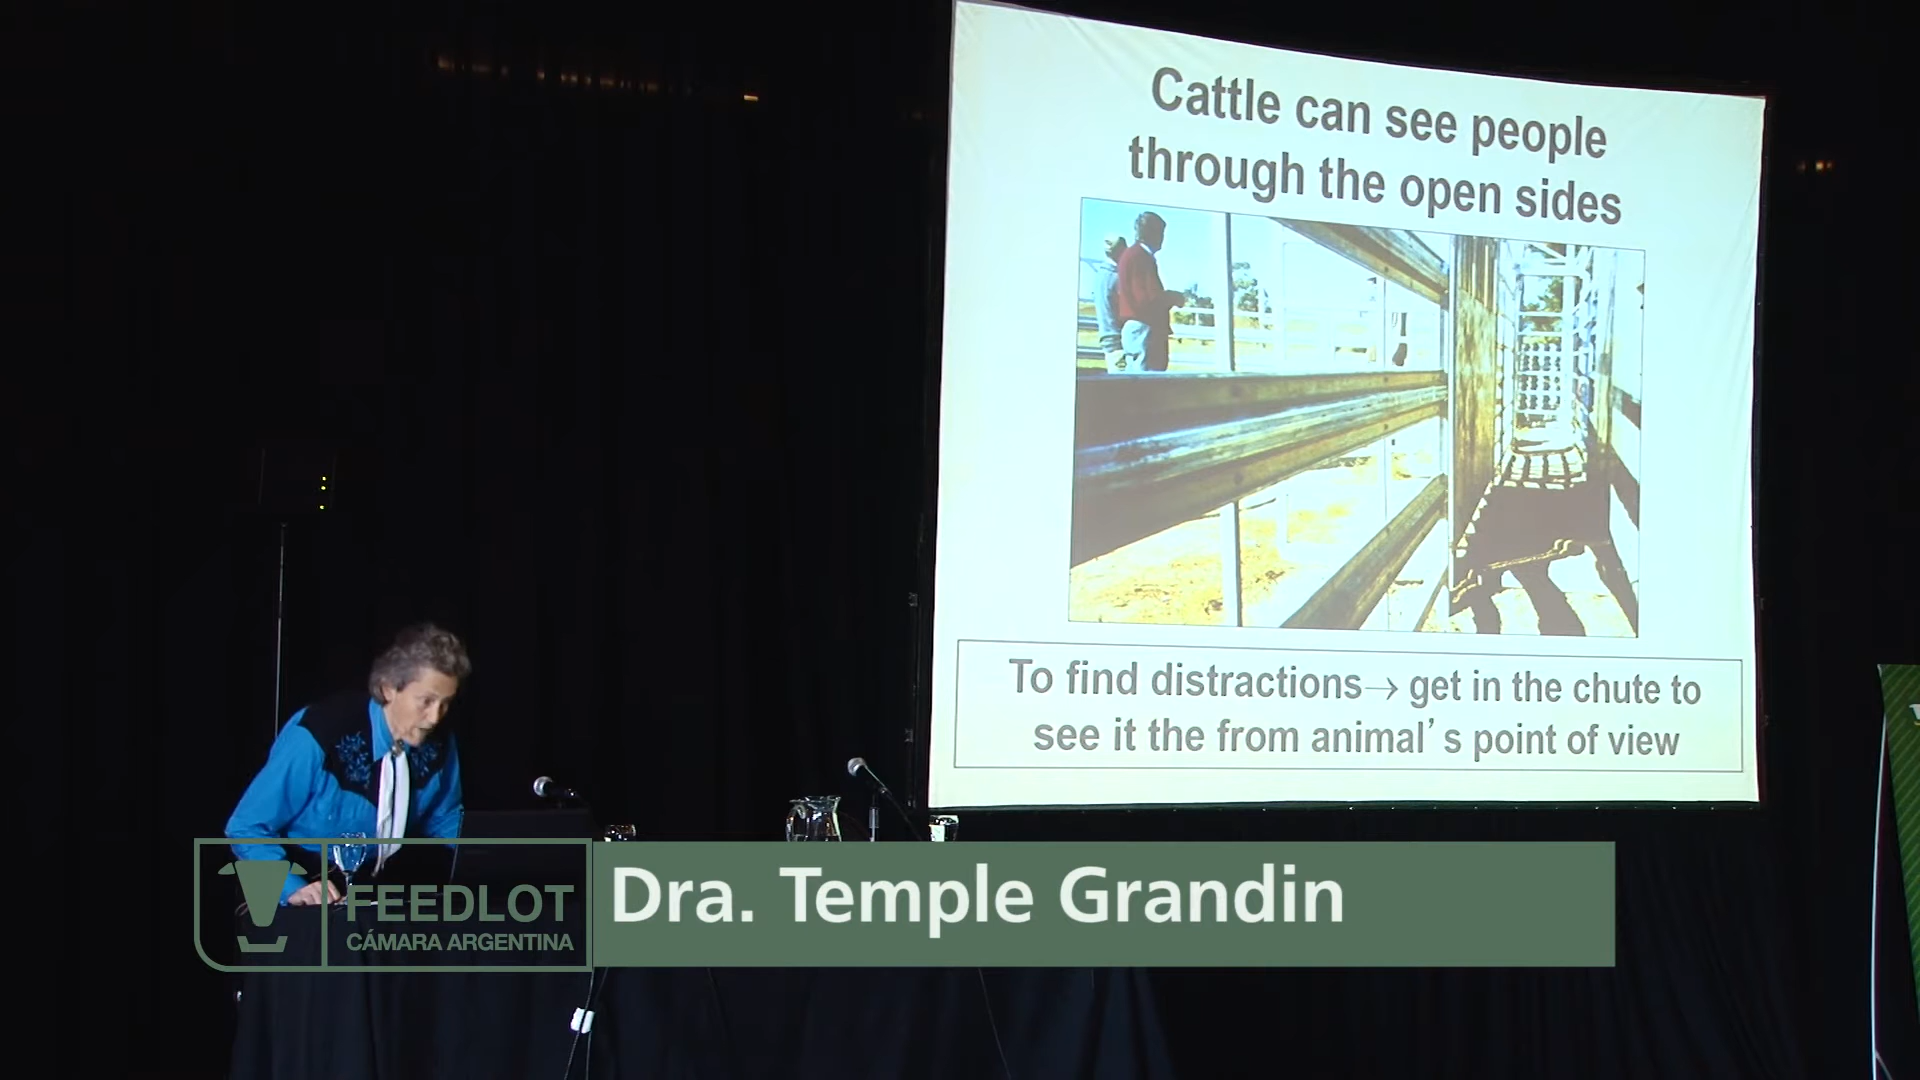 Cattle can see people
through the open sides
To find distractions→ get in the chute to
see it the from animal's point of view
FEEDLOT
CÁMARA ARGENTINA
Dra. Temple Grandin